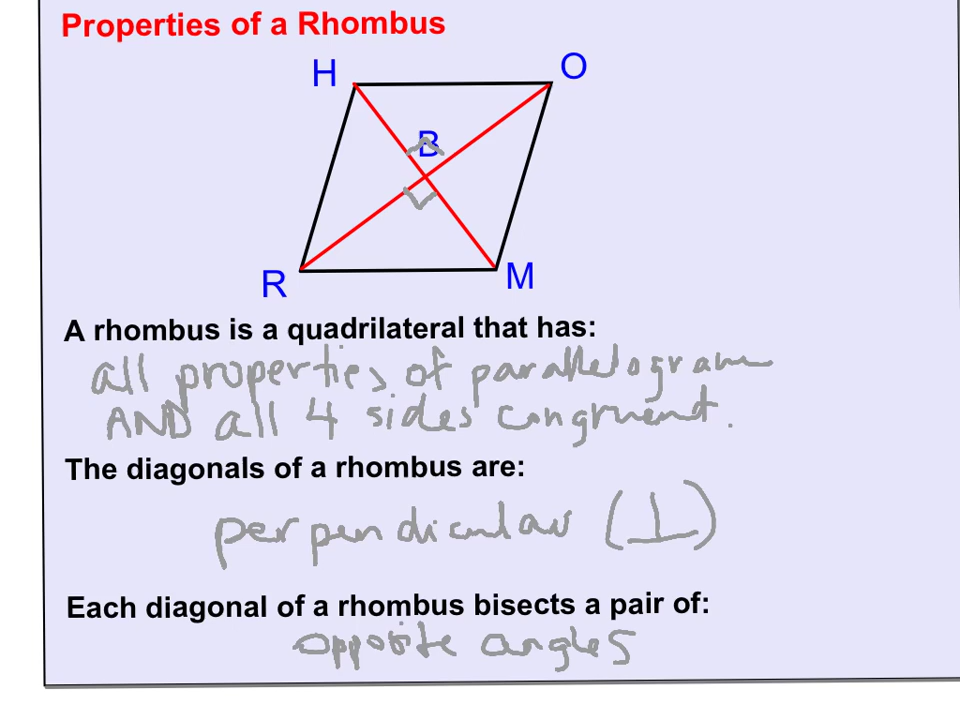 Properties of a Rhombus
H
O
B
R
M
A rhombus is a quadrilateral that has:
all properties of parallelogram
AND all 4 sides congruent.
The diagonals of a rhombus are:
perpendicular (⊥)
Each diagonal of a rhombus bisects a pair of:
opposite angles